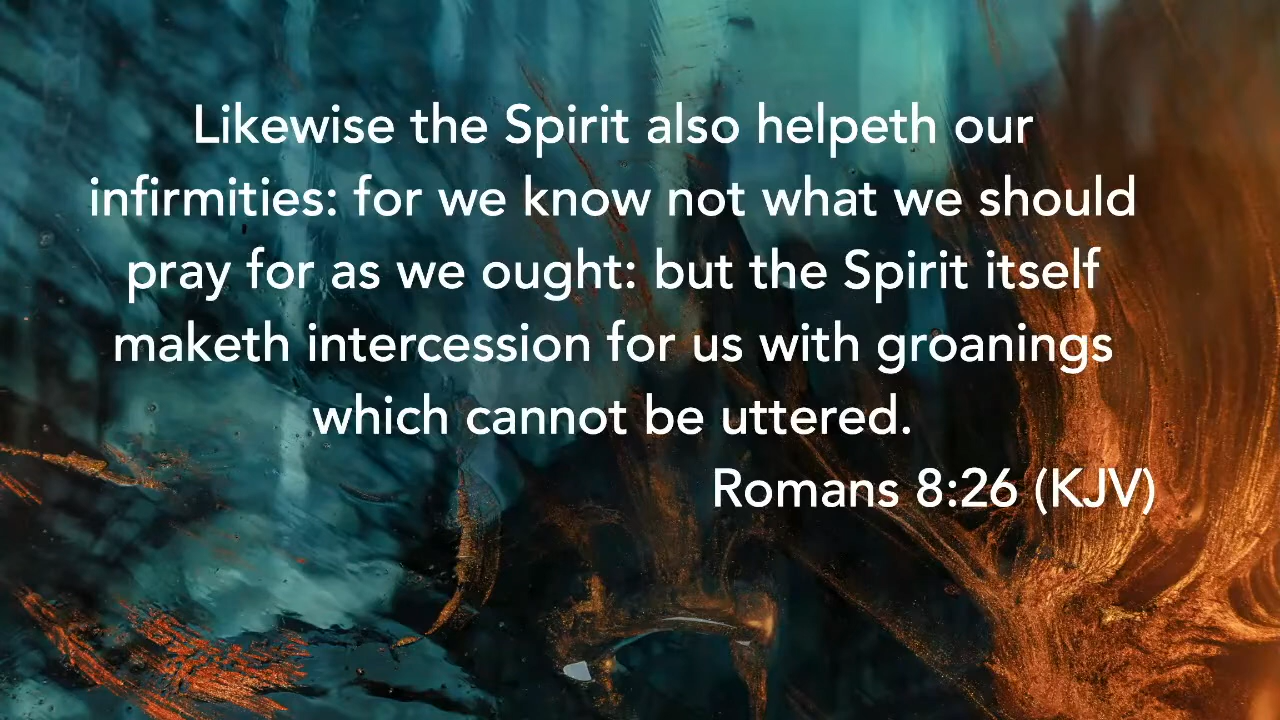 Likewise the Spirit also helpeth our
infirmities: for we know not what we should
pray for as we ought: but the Spirit itself
maketh intercession for us with groanings
which cannot be uttered.
Romans 8:26 (KJV)